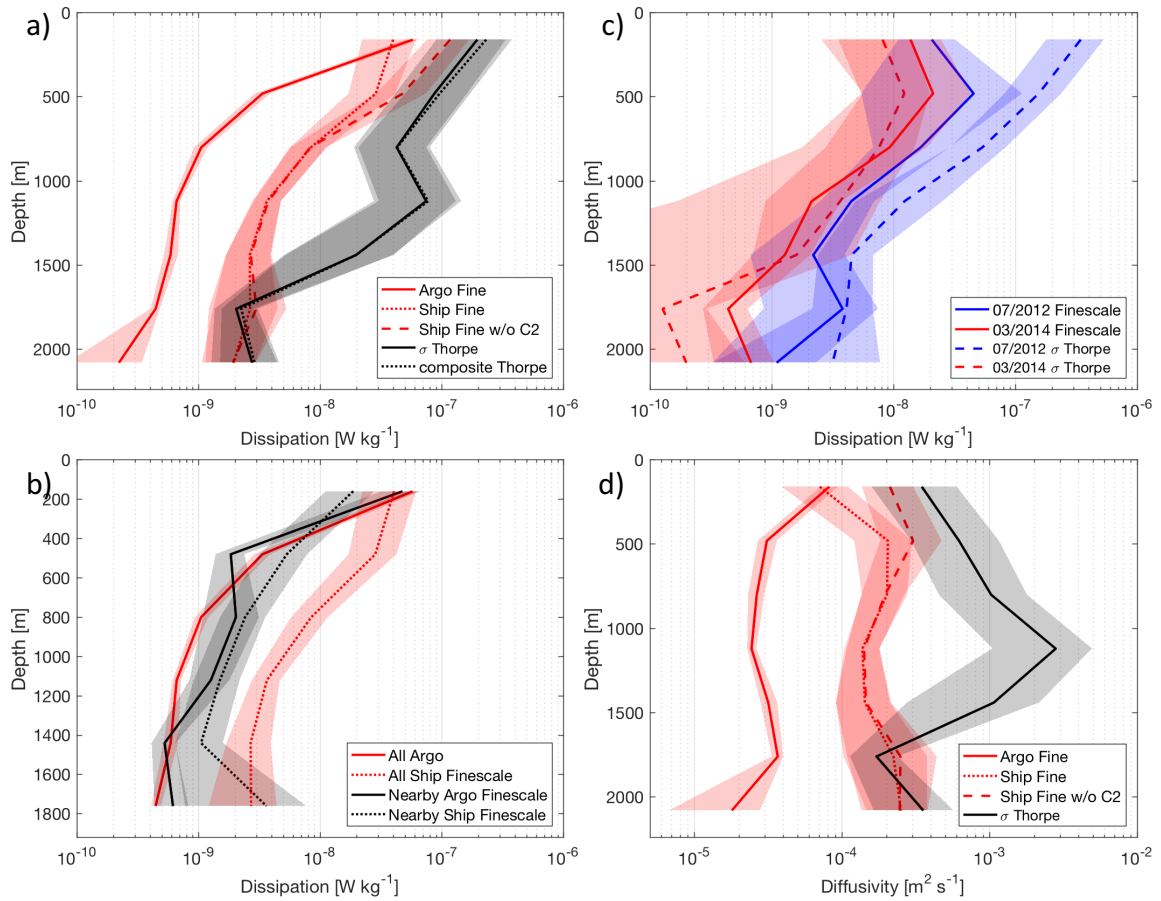 a)
0
500
1000
1500
2000
Depth [m]
10⁻¹⁰ 10⁻⁹ 10⁻⁸ 10⁻⁷ 10⁻⁶
Dissipation [W kg⁻¹]
Argo Fine
Ship Fine
Ship Fine w/o C2
σ Thorpe
composite Thorpe
c)
0
500
1000
1500
2000
Depth [m]
10⁻¹⁰ 10⁻⁹ 10⁻⁸ 10⁻⁷ 10⁻⁶
Dissipation [W kg⁻¹]
07/2012 Finescale
03/2014 Finescale
07/2012 σ Thorpe
03/2014 σ Thorpe
b)
0
200
400
600
800
1000
1200
1400
1600
1800
Depth [m]
10⁻¹⁰ 10⁻⁹ 10⁻⁸ 10⁻⁷ 10⁻⁶
Dissipation [W kg⁻¹]
All Argo
All Ship Finescale
Nearby Argo Finescale
Nearby Ship Finescale
d)
0
500
1000
1500
2000
Depth [m]
10⁻⁵ 10⁻⁴ 10⁻³ 10⁻²
Diffusivity [m² s⁻¹]
Argo Fine
Ship Fine
Ship Fine w/o C2
σ Thorpe